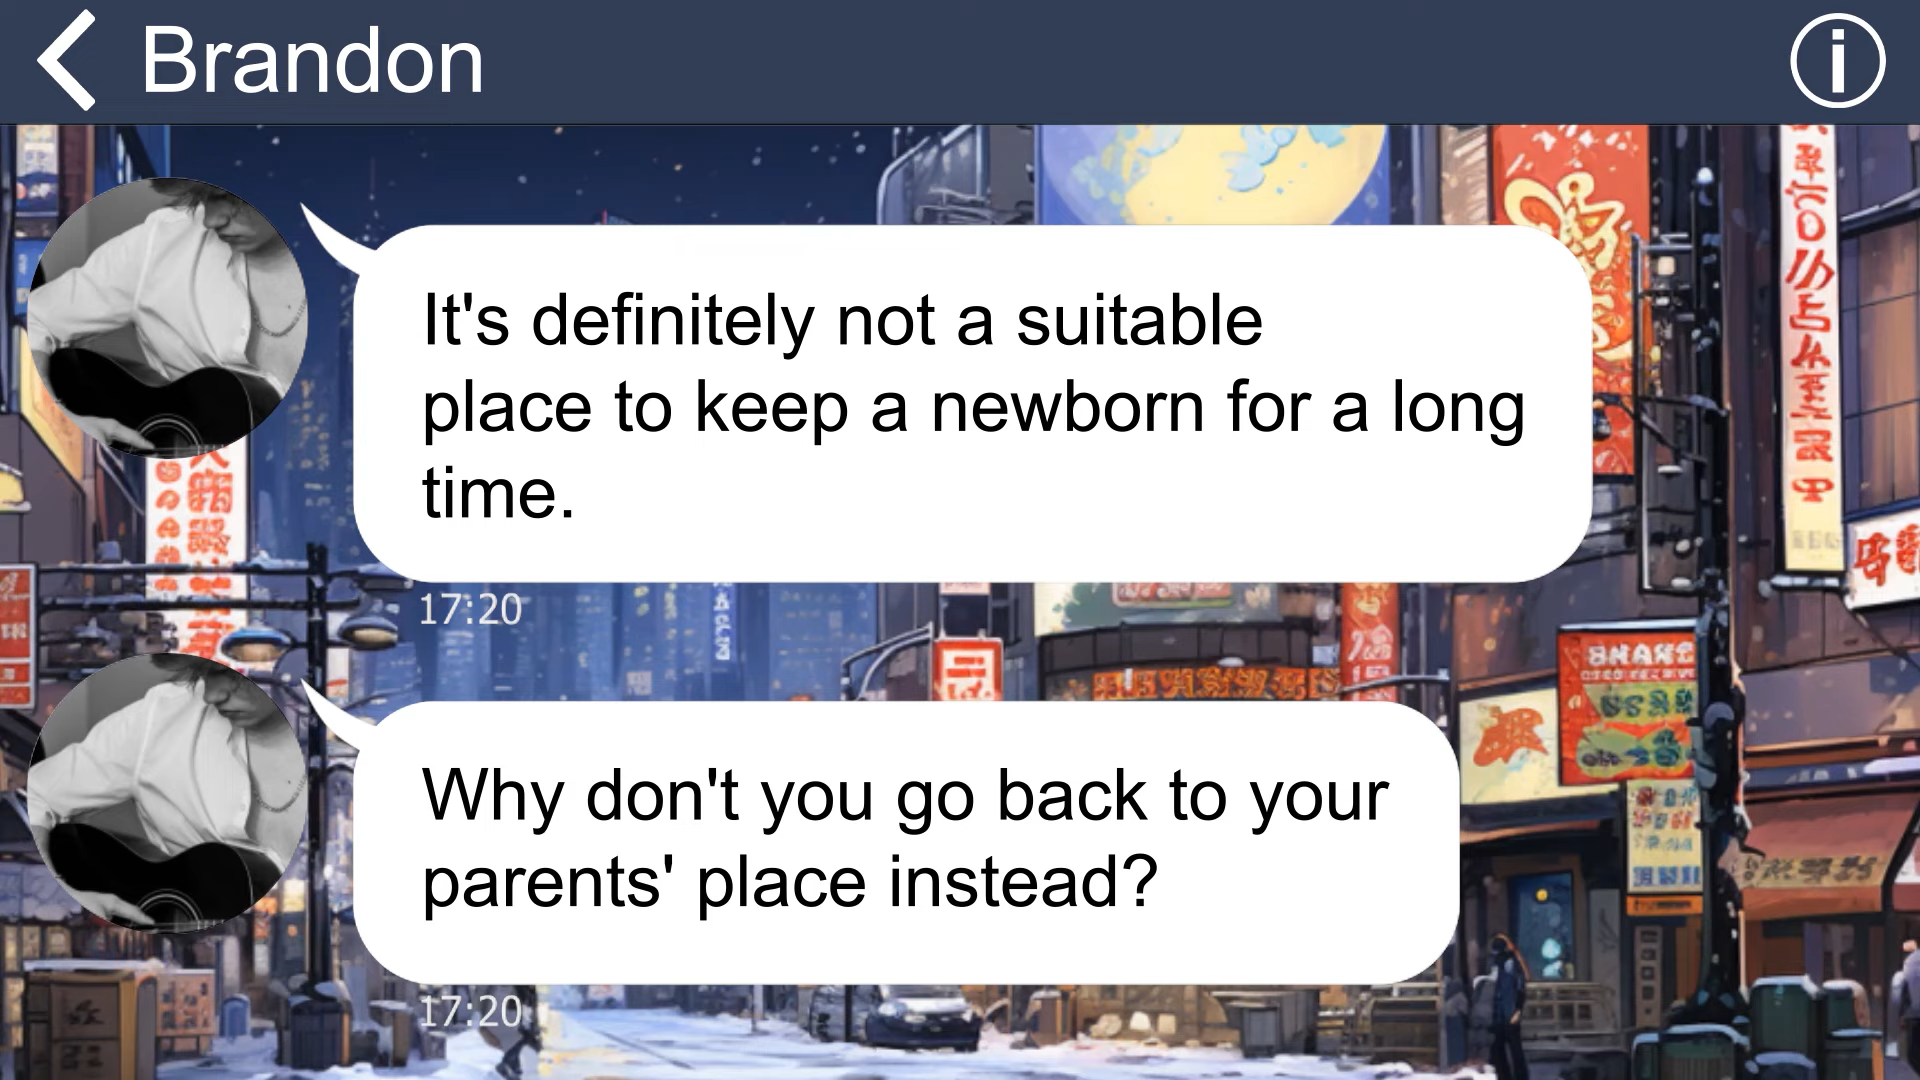 Brandon
It's definitely not a suitable
place to keep a newborn for a long
time.
17:20
Why don't you go back to your
parents' place instead?
17:20